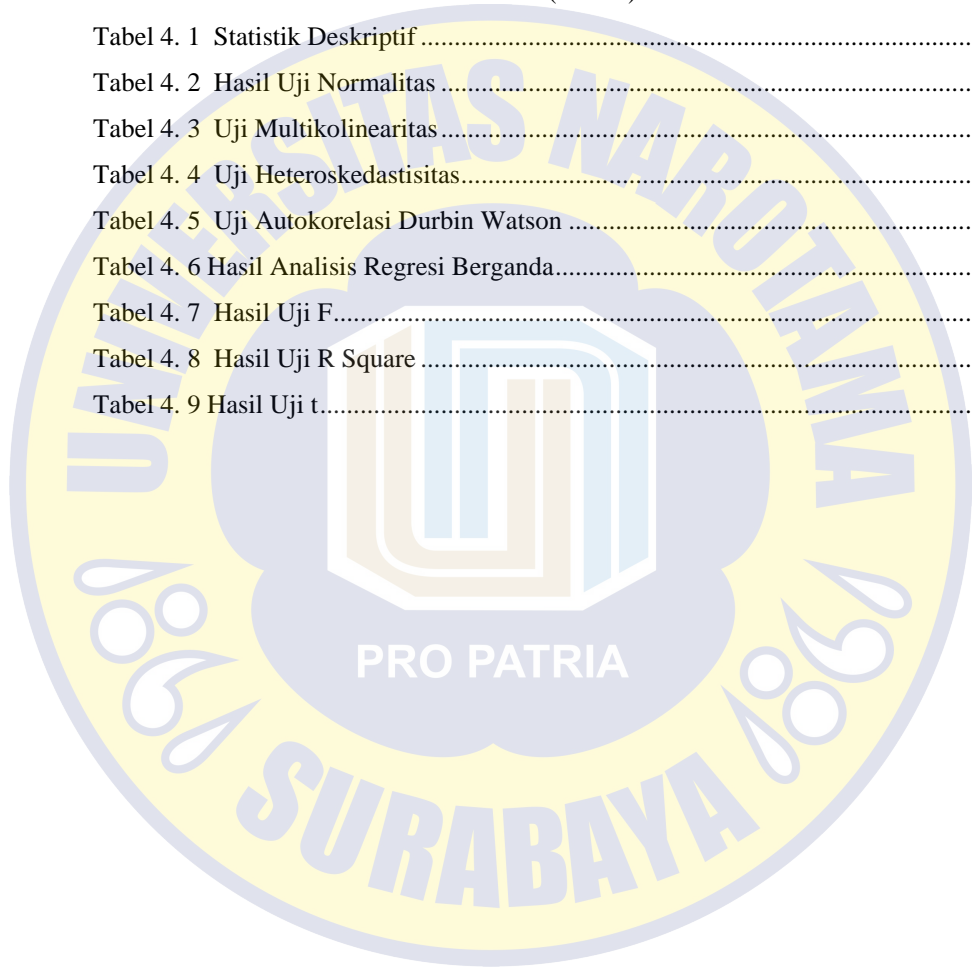 Tabel 4. 1 Statistik Deskriptif ....................................................................................................
Tabel 4. 2 Hasil Uji Normalitas ................................................................................................
Tabel 4. 3 Uji Multikolinearitas ................................................................................................
Tabel 4. 4 Uji Heteroskedastisitas .............................................................................................
Tabel 4. 5 Uji Autokorelasi Durbin Watson .........................................................................
Tabel 4. 6 Hasil Analisis Regresi Berganda ...........................................................................
Tabel 4. 7 Hasil Uji F ...................................................................................................................
Tabel 4. 8 Hasil Uji R Square ....................................................................................................
Tabel 4. 9 Hasil Uji t .....................................................................................................................
UNIVERSITAS NAROTAMA
PRO PATRIA
SURABAYA